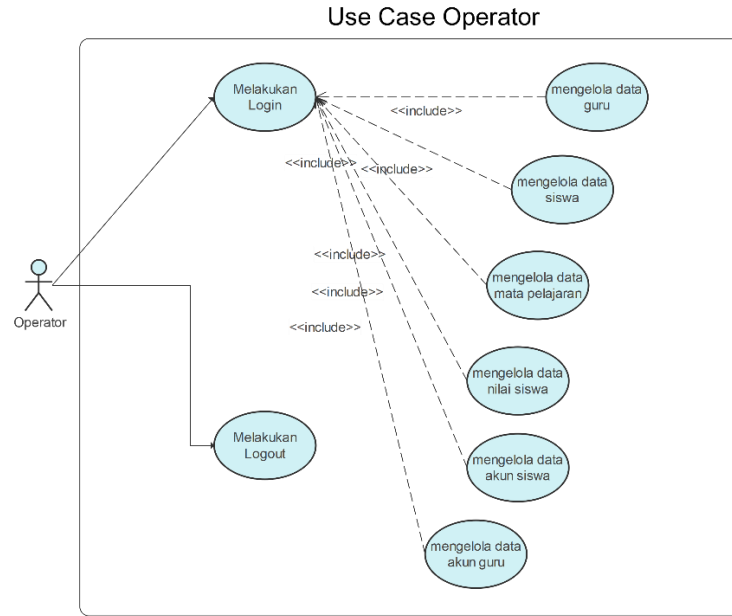 Use Case Operator
Melakukan
Login
mengelola data
guru
<<include>>
<<include>>
<<include>>
mengelola data
siswa
<<include>>
mengelola data
mata pelajaran
<<include>>
<<include>>
Operator
mengelola data
nilai siswa
Melakukan
Logout
mengelola data
akun siswa
mengelola data
akun guru